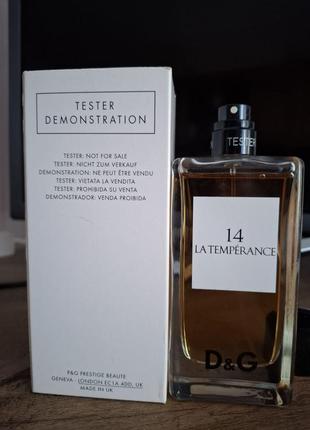 TESTER
DEMONSTRATION
TESTER: NOT FOR SALE
TESTER: NICHT ZUM VERKAUF
DEMONSTRATION: NE PEUT ÊTRE VENDU
TESTER: VIETATA LA VENDITA
TESTER: PROHIBIDA SU VENTA
DEMONSTRADOR: VENDA PROIBIDA
P&G PRESTIGE BEAUTE
GENEVA - LONDON EC1A 4DD, UK
MADE IN UK
TESTER
14
LA TEMPÉRANCE
D&G